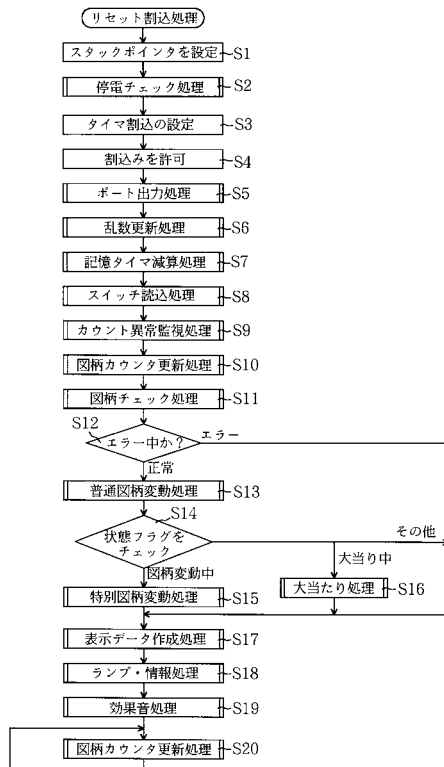 リセット割込処理
スタックポインタを設定 S1
停電チェック処理 S2
タイマ割込の設定 S3
割込みを許可 S4
ポート出力処理 S5
乱数更新処理 S6
記憶タイマ減算処理 S7
スイッチ読込処理 S8
カウント異常監視処理 S9
図柄カウンタ更新処理 S10
図柄チェック処理 S11
S12
エラー中か? エラー
正常
普通図柄変動処理 S13
S14
状態フラグを
チェック
その他
大当り中
図柄変動中
大当たり処理 S16
特別図柄変動処理 S15
表示データ作成処理 S17
ランプ・情報処理 S18
効果音処理 S19
図柄カウンタ更新処理 S20